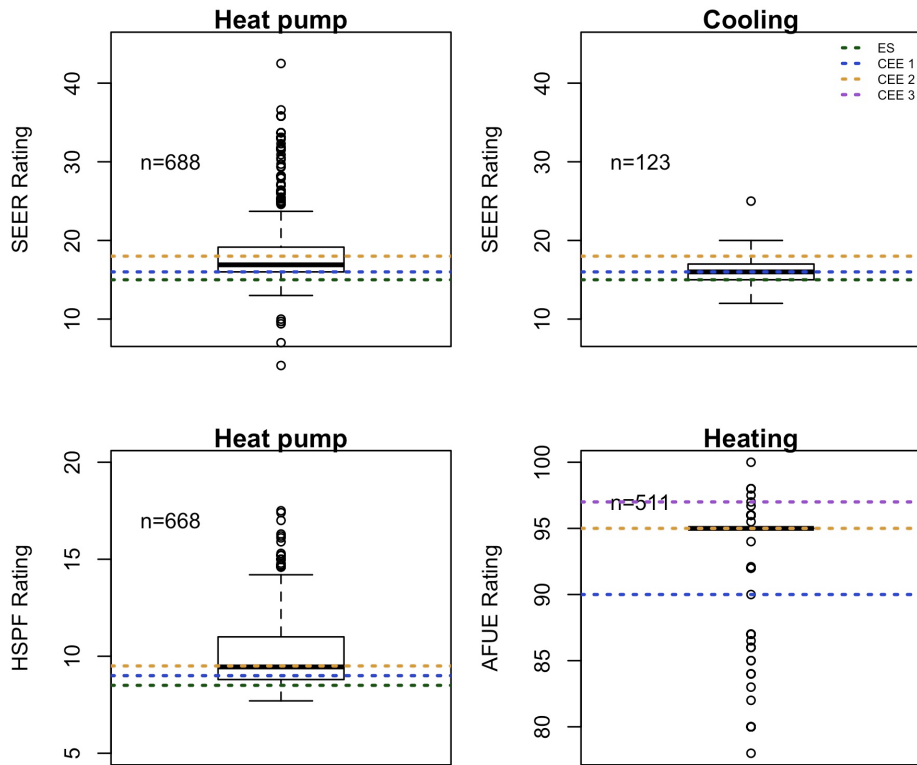 Heat pump
SEER Rating
40
30
20
10
n=688
Cooling
SEER Rating
40
30
20
10
n=123
ES
CEE 1
CEE 2
CEE 3
Heat pump
HSPF Rating
20
15
10
5
n=668
Heating
AFUE Rating
100
95
90
85
80
n=511